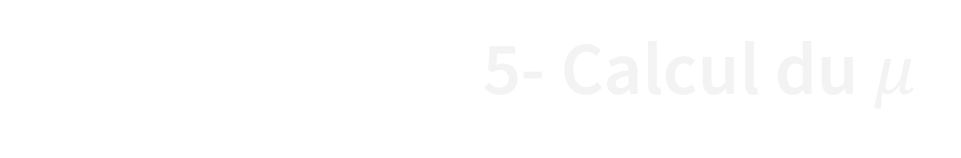 5- Calcul du μ